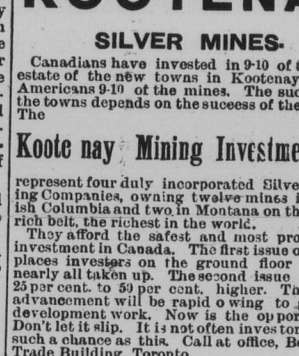 KOOTENA
SILVER MINES-
Canadians have invested in 9-10 of
estate of the new towns in Kootenay
Americans 9-10 of the mines. The suc
the towns depends on the success of the
The
Koote nay Mining Investme
represent four duly incorporated Silve
ing Companies, owning twelve mines i
ish Columbia and two in Montana on th
rich belt, the richest in the world.
They afford the safest and most pro
investment in Canada. The first issue o
places investors on the ground floor
nearly all taken up. The second issue
25 per cent. to 50 per cent. higher. Th
advancement will be rapid o wing to
development work. Now is the oppor
Don't let it slip. It is not often investor
such a chance as this. Call at office, B
Trade Building, Toronto